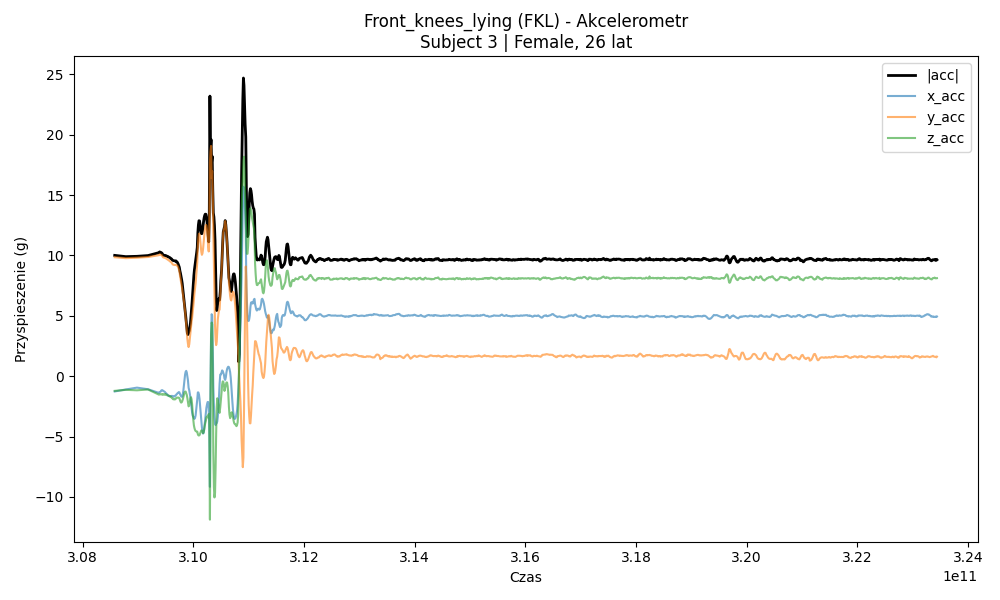 Front_knees_lying (FKL) - Akcelerometr
Subject 3 | Female, 26 lat
|acc|
x_acc
y_acc
z_acc
Przyspieszenie (g)
25
20
15
10
5
0
−5
−10
3.08
3.10
3.12
3.14
3.16
3.18
3.20
3.22
3.24
1e11
Czas